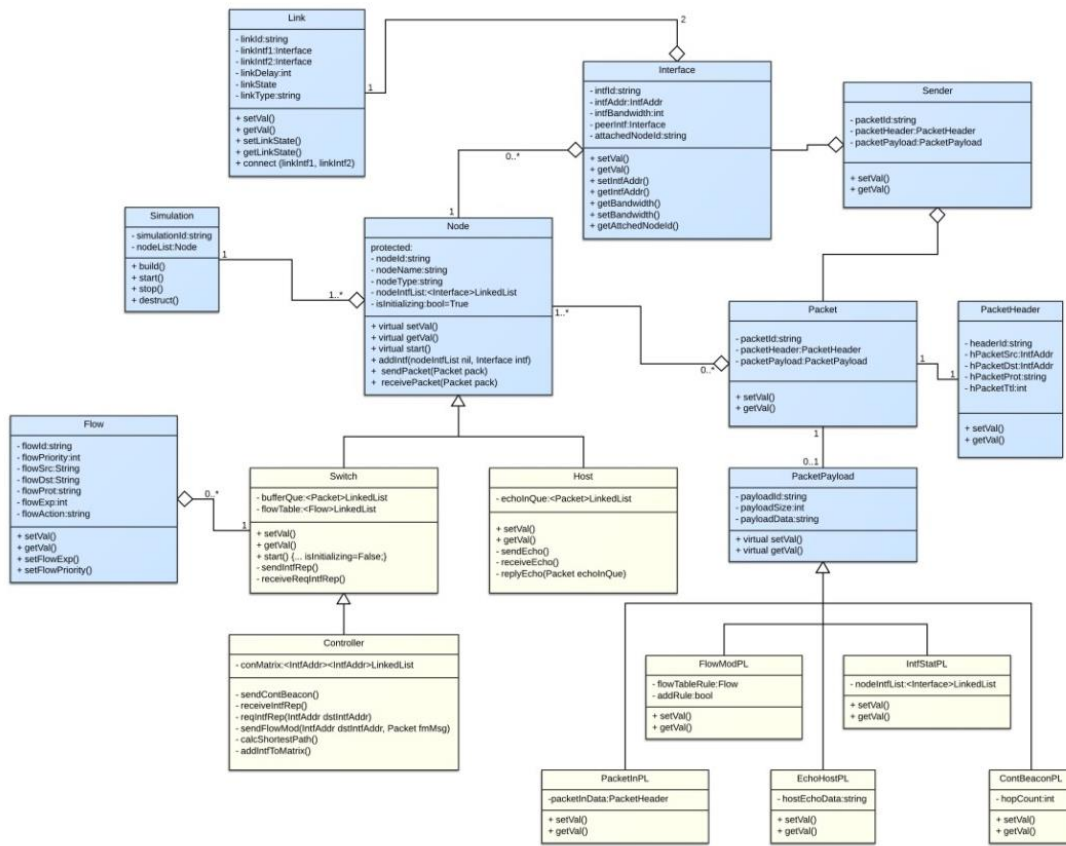 Link
- linkId:string
- linkIntf1:Interface
- linkIntf2:Interface
- linkDelay:int
- linkState
- linkType:string
+ setVal()
+ getVal()
+ setLinkState()
+ getLinkState()
+ connect (linkIntf1, linkIntf2)
1
2
Interface
- intfId:string
- intfAddr:IntfAddr
- intfBandwidth:int
- peerIntf:Interface
- attachedNodeId:string
+ setVal()
+ getVal()
+ setIntfAddr()
+ getIntfAddr()
+ getBandwidth()
+ setBandwidth()
+ getAttchedNodeId()
0..*
1
Sender
- packetId:string
- packetHeader:PacketHeader
- packetPayload:PacketPayload
+ setVal()
+ getVal()
Simulation
- simulationId:string
- nodeList:Node
+ build()
+ start()
+ stop()
+ destruct()
1
1..*
Node
protected:
- nodeId:string
- nodeName:string
- nodeType:string
- nodeIntfList:<Interface>LinkedList
- isInitializing:bool=True
+ virtual setVal()
+ virtual getVal()
+ virtual start()
+ addIntf(nodeIntfList nil, Interface intf)
+ sendPacket(Packet pack)
+ receivePacket(Packet pack)
1..*
0..*
Packet
- packetId:string
- packetHeader:PacketHeader
- packetPayload:PacketPayload
+ setVal()
+ getVal()
1
1
PacketHeader
- headerId:string
- hPacketSrc:IntfAddr
- hPacketDst:IntfAddr
- hPacketProt:string
- hPacketTtl:int
+ setVal()
+ getVal()
1
0..1
Flow
- flowId:string
- flowPriority:int
- flowSrc:String
- flowDst:String
- flowProt:string
- flowExp:int
- flowAction:string
+ setVal()
+ getVal()
+ setFlowExp()
+ setFlowPriority()
0..*
1
Switch
- bufferQue:<Packet>LinkedList
- flowTable:<Flow>LinkedList
+ setVal()
+ getVal()
+ start() {... isInitializing=False;}
- sendIntfRep()
- receiveReqIntfRep()
Host
- echoInQue:<Packet>LinkedList
+ setVal()
+ getVal()
- sendEcho()
- receiveEcho()
- replyEcho(Packet echoInQue)
PacketPayload
- payloadId:string
- payloadSize:int
- payloadData:string
+ virtual setVal()
+ virtual getVal()
Controller
- conMatrix:<IntfAddr><IntfAddr>LinkedList
- sendContBeacon()
- receiveIntfRep()
- reqIntfRep(IntfAddr dstIntfAddr)
- sendFlowMod(IntfAddr dstIntfAddr, Packet fmMsg)
- calcShortestPath()
- addIntfToMatrix()
FlowModPL
- flowTableRule:Flow
- addRule:bool
+ setVal()
+ getVal()
IntfStatPL
- nodeIntfList:<Interface>LinkedList
+ setVal()
+ getVal()
PacketInPL
-packetInData:PacketHeader
+ setVal()
+ getVal()
EchoHostPL
- hostEchoData:string
+ setVal()
+ getVal()
ContBeaconPL
- hopCount:int
+ setVal()
+ getVal()